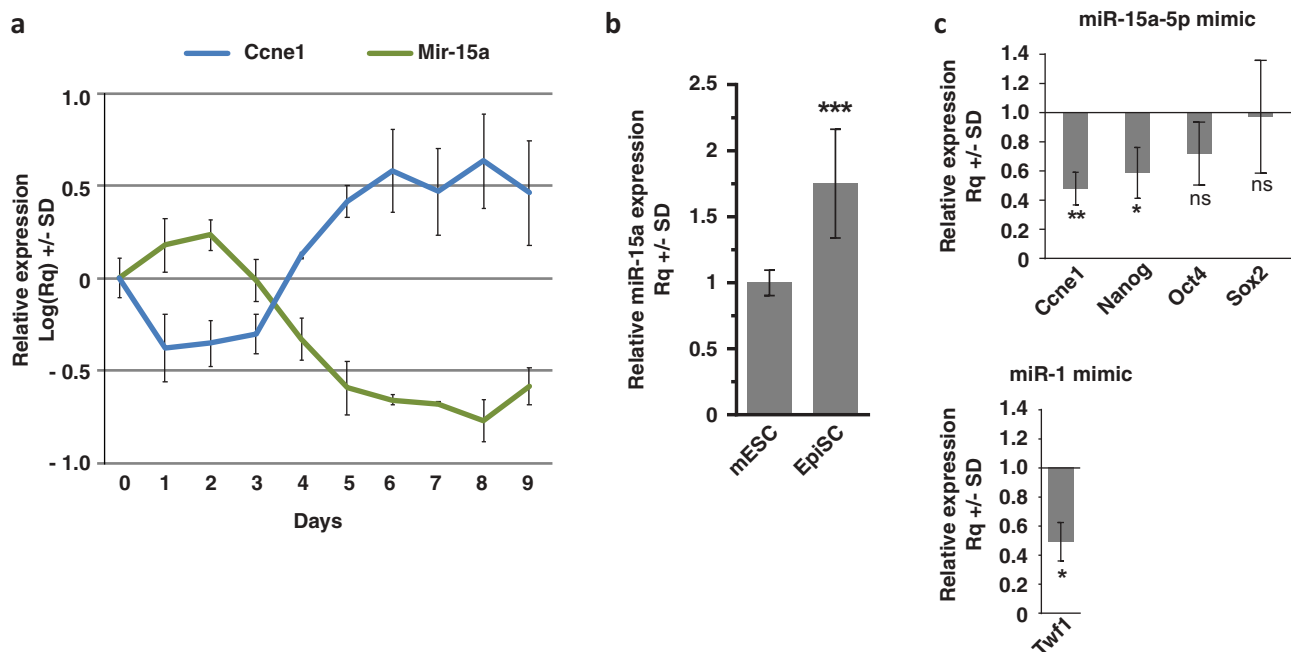 a
Ccne1
Mir-15a
Relative expression
Log(Rq) +/- SD
1.0
0.5
0
- 0.5
- 1.0
0 1 2 3 4 5 6 7 8 9
Days
b
Relative miR-15a expression
Rq +/- SD
2.5
2
1.5
1
0.5
0
***
mESC
EpiSC
c
miR-15a-5p mimic
Relative expression
Rq +/- SD
1.4
1.2
1.0
0.8
0.6
0.4
0.2
0
**
*
ns
ns
Ccne1
Nanog
Oct4
Sox2
miR-1 mimic
Relative expression
Rq +/- SD
1.4
1.2
1.0
0.8
0.6
0.4
0.2
0
*
Twf1